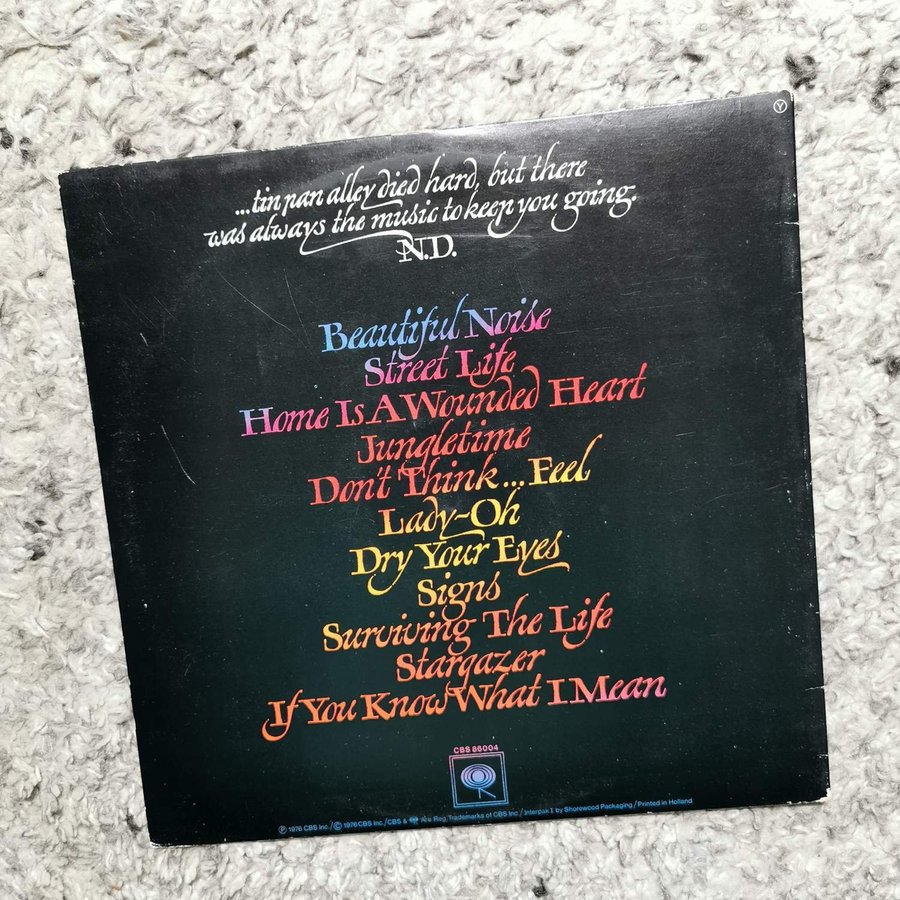 Y
...tin pan alley died hard, but there
was always the music to keep you going.
N.D.
Beautiful Noise
Street Life
Home Is A Wounded Heart
Jungletime
Don't Think...Feel
Lady-Oh
Dry Your Eyes
Signs
Surviving The Life
Stargazer
If You Know What I Mean
CBS 86004
℗ 1976 CBS Inc./© 1976 CBS Inc./CBS & Are Reg. Trademarks of CBS Inc./Interpak I by Shorewood Packaging/Printed in Holland